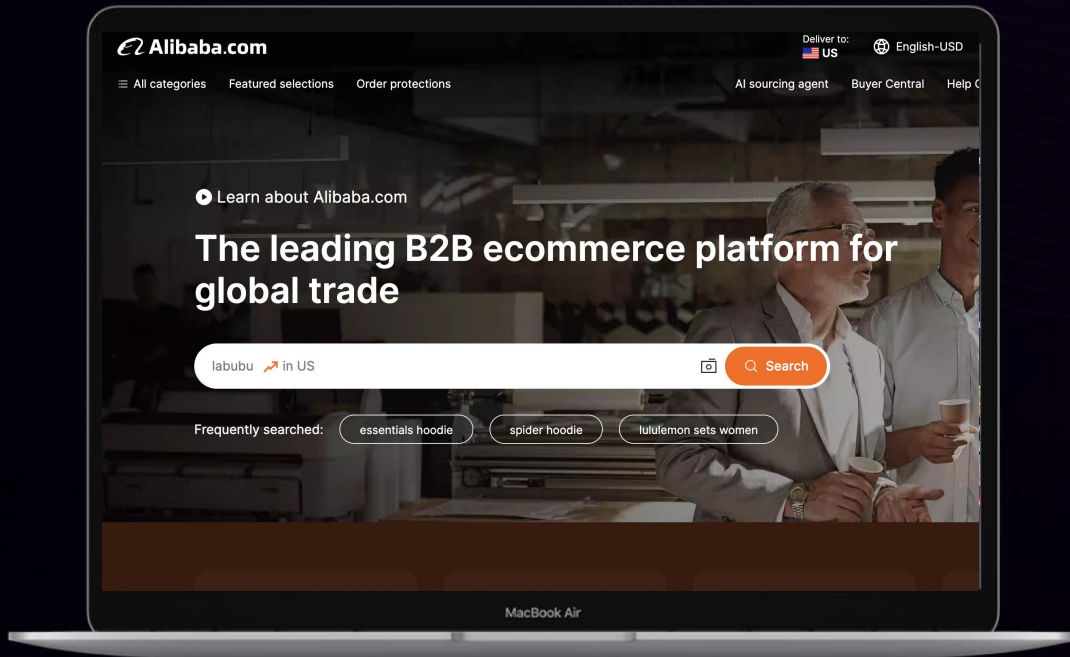 Alibaba.com
Deliver to:
US
English-USD
All categories Featured selections Order protections
AI sourcing agent Buyer Central Help
Learn about Alibaba.com
The leading B2B ecommerce platform for
global trade
labubu in US
Search
Frequently searched: essentials hoodie spider hoodie lululemon sets women
MacBook Air